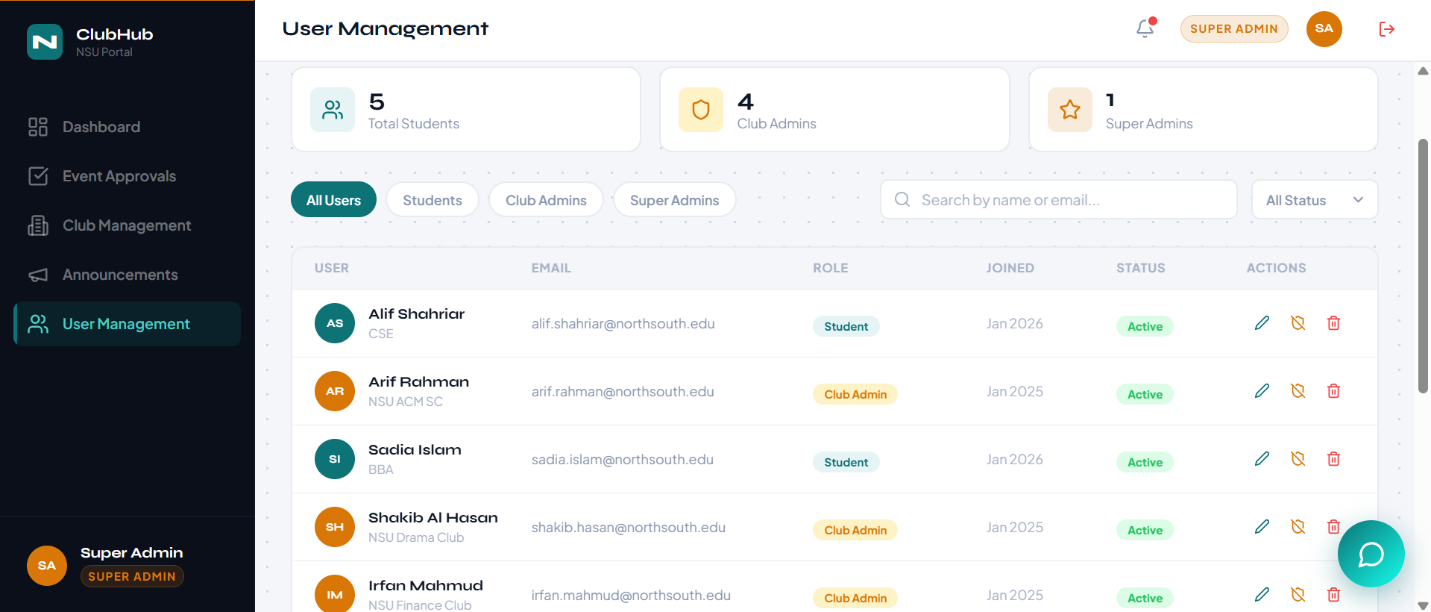 ClubHub
NSU Portal
User Management
SUPER ADMIN
SA
Dashboard
Event Approvals
Club Management
Announcements
User Management
5
Total Students
4
Club Admins
1
Super Admins
All Users
Students
Club Admins
Super Admins
Search by name or email...
All Status
USER EMAIL ROLE JOINED STATUS ACTIONS
AS Alif Shahriar CSE alif.shahriar@northsouth.edu Student Jan 2026 Active
AR Arif Rahman NSU ACM SC arif.rahman@northsouth.edu Club Admin Jan 2025 Active
SI Sadia Islam BBA sadia.islam@northsouth.edu Student Jan 2026 Active
SH Shakib Al Hasan NSU Drama Club shakib.hasan@northsouth.edu Club Admin Jan 2025 Active
IM Irfan Mahmud NSU Finance Club irfan.mahmud@northsouth.edu Club Admin Jan 2025 Active
SA
Super Admin
SUPER ADMIN